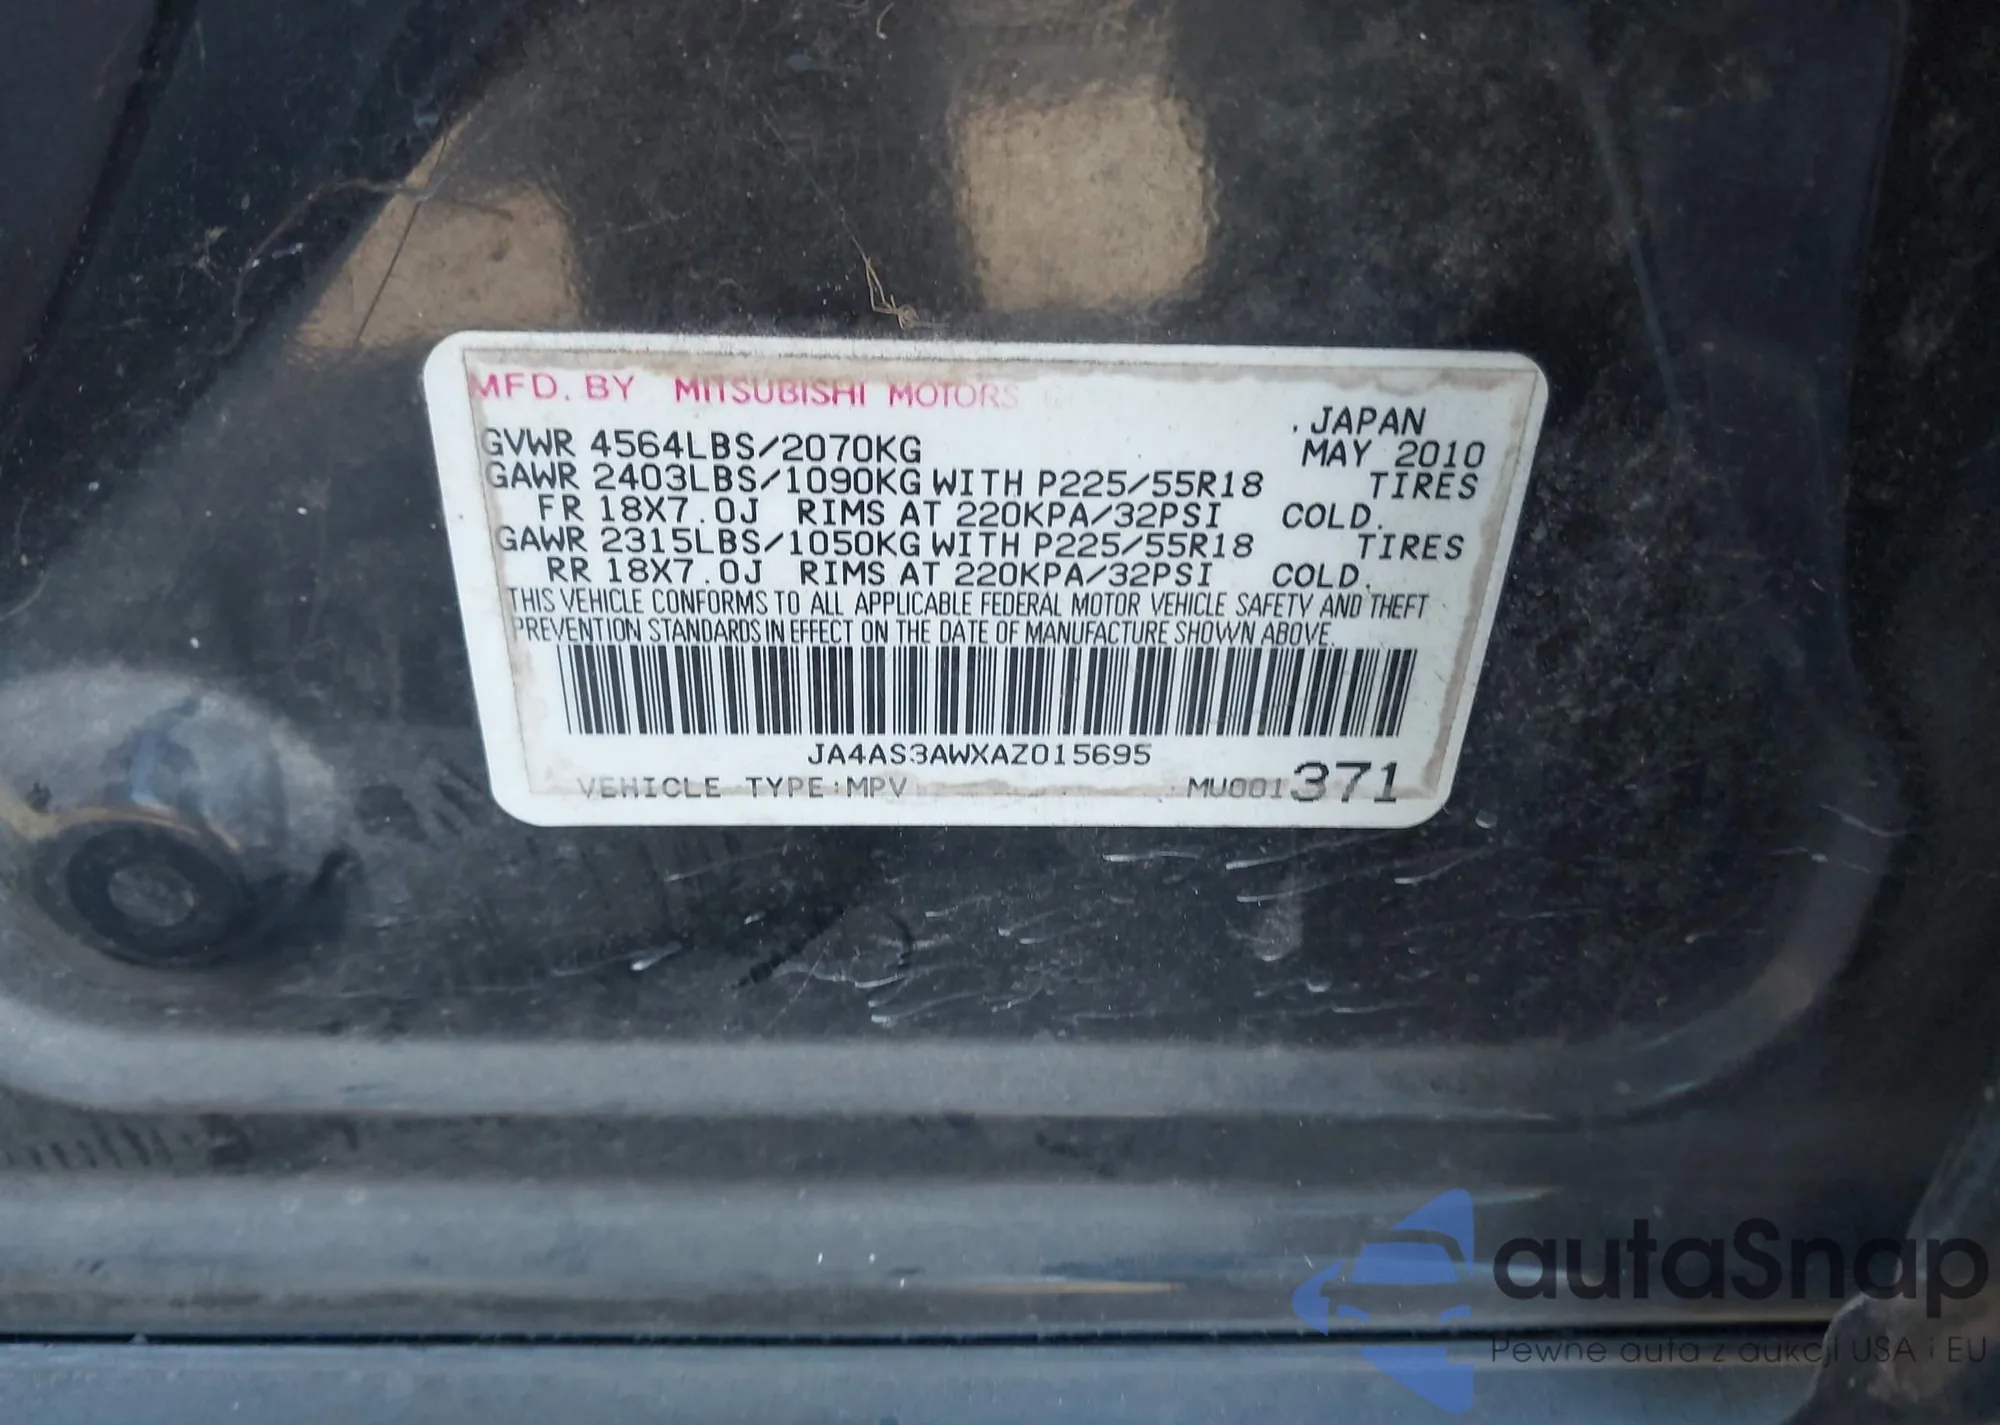 MFD. BY MITSUBISHI MOTORS
. JAPAN
GVWR 4564LBS/2070KG MAY 2010
GAWR 2403LBS/1090KG WITH P225/55R18 TIRES
FR 18X7.0J RIMS AT 220KPA/32PSI COLD.
GAWR 2315LBS/1050KG WITH P225/55R18 TIRES
RR 18X7.0J RIMS AT 220KPA/32PSI COLD.
THIS VEHICLE CONFORMS TO ALL APPLICABLE FEDERAL MOTOR VEHICLE SAFETY AND THEFT
PREVENTION STANDARDS IN EFFECT ON THE DATE OF MANUFACTURE SHOWN ABOVE.
JA4AS3AWXAZ015695
VEHICLE TYPE:MPV MU001371
autaSnap
Pewne auta z aukcji USA i EU